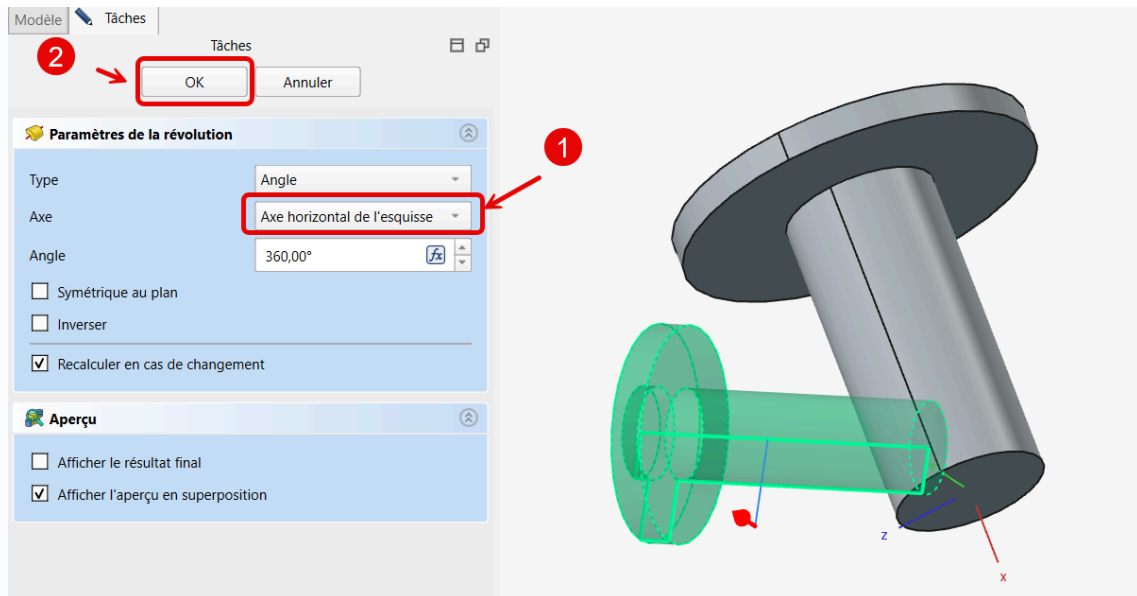 Modèle Tâches
Tâches
2
OK Annuler
Paramètres de la révolution
1
Type Angle
Axe Axe horizontal de l'esquisse
Angle 360,00° fx
Symétrique au plan
Inverser
Recalculer en cas de changement
Aperçu
Afficher le résultat final
Afficher l'aperçu en superposition
z
x